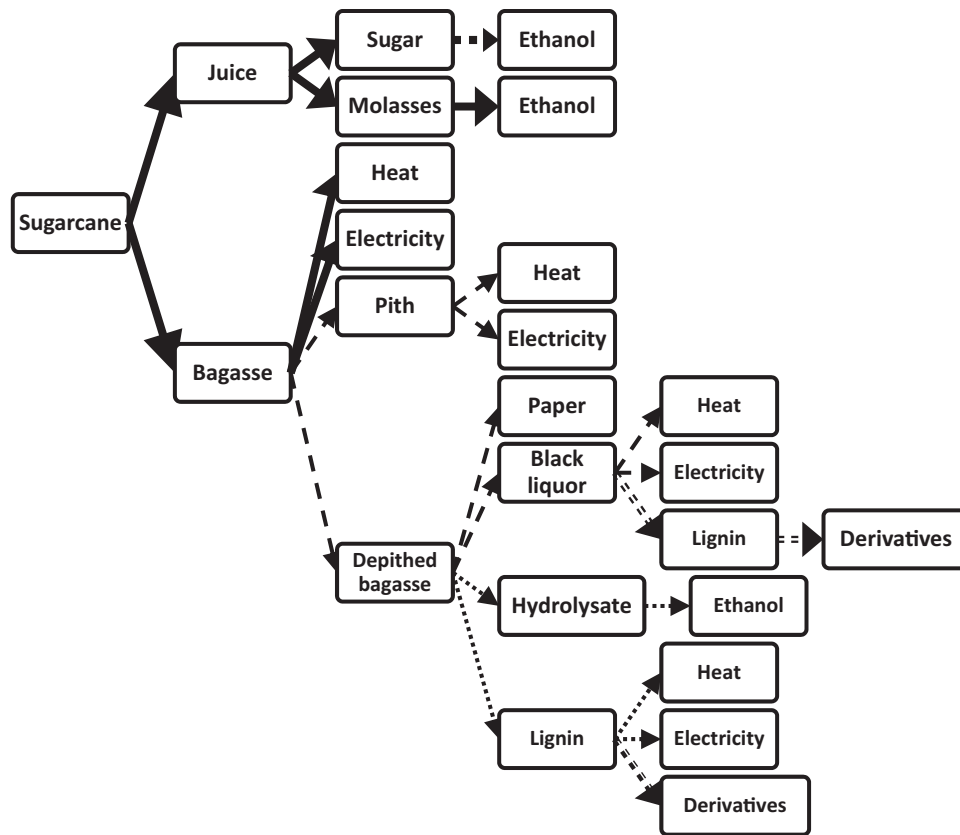 Sugar
Ethanol
Juice
Molasses
Ethanol
Heat
Sugarcane
Electricity
Heat
Pith
Electricity
Bagasse
Paper
Heat
Black
liquor
Electricity
Lignin
Derivatives
Depithed
bagasse
Hydrolysate
Ethanol
Heat
Lignin
Electricity
Derivatives